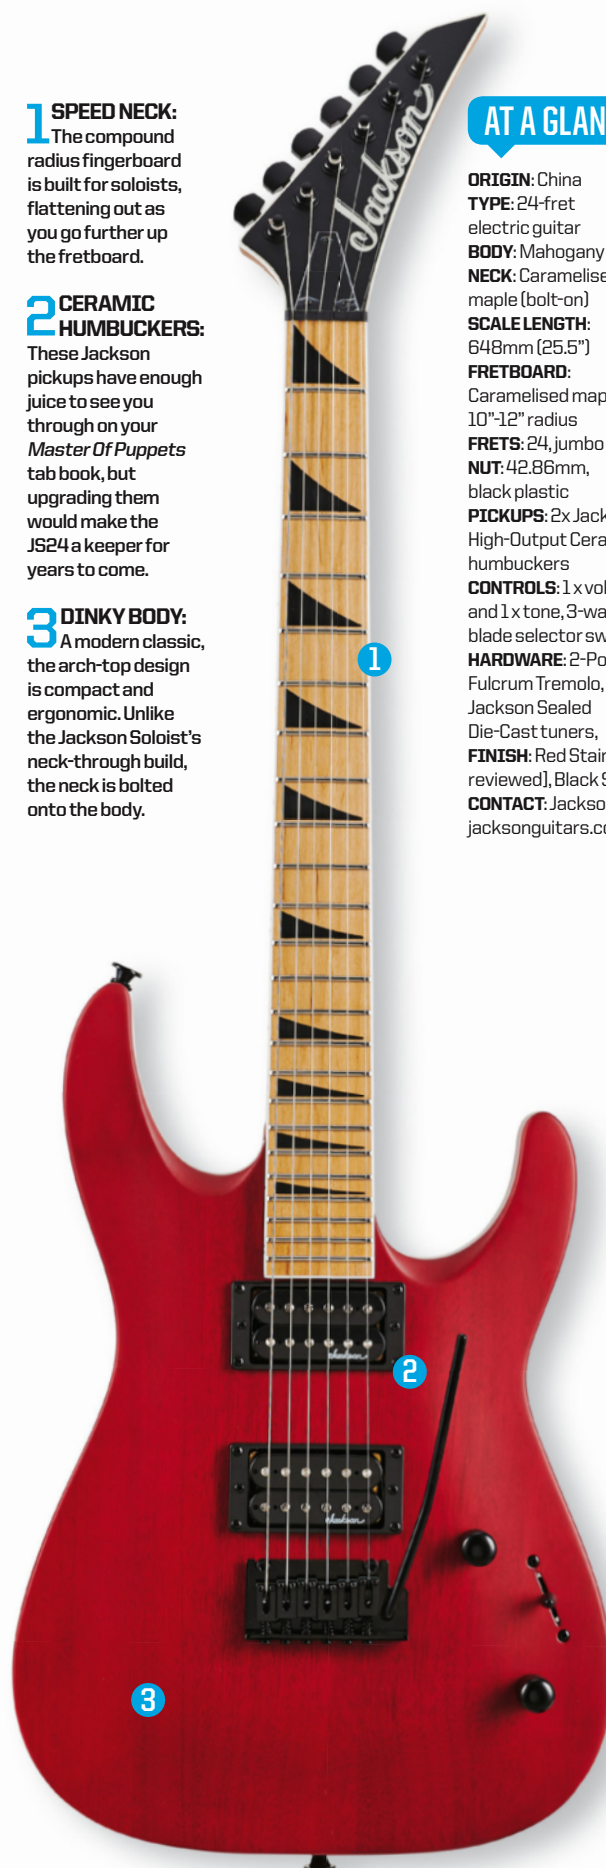 1 SPEED NECK:
The compound
radius fingerboard
is built for soloists,
flattening out as
you go further up
the fretboard.
2 CERAMIC
HUMBUCKERS:
These Jackson
pickups have enough
juice to see you
through on your
Master Of Puppets
tab book, but
upgrading them
would make the
JS24 a keeper for
years to come.
3 DINKY BODY:
A modern classic,
the arch-top design
is compact and
ergonomic. Unlike
the Jackson Soloist's
neck-through build,
the neck is bolted
onto the body.
Jackson
1
Jackson
2
Jackson
3
AT A GLAN
ORIGIN: China
TYPE: 24-fret
electric guitar
BODY: Mahogany
NECK: Caramelise
maple (bolt-on)
SCALE LENGTH:
648mm (25.5”)
FRETBOARD:
Caramelised map
10”-12” radius
FRETS: 24, jumbo
NUT: 42.86mm,
black plastic
PICKUPS: 2x Jack
High-Output Cera
humbuckers
CONTROLS: 1 x vol
and 1 x tone, 3-wa
blade selector sw
HARDWARE: 2-Po
Fulcrum Tremolo,
Jackson Sealed
Die-Cast tuners,
FINISH: Red Stair
reviewed], Black S
CONTACT: Jackso
jacksonguitars.co